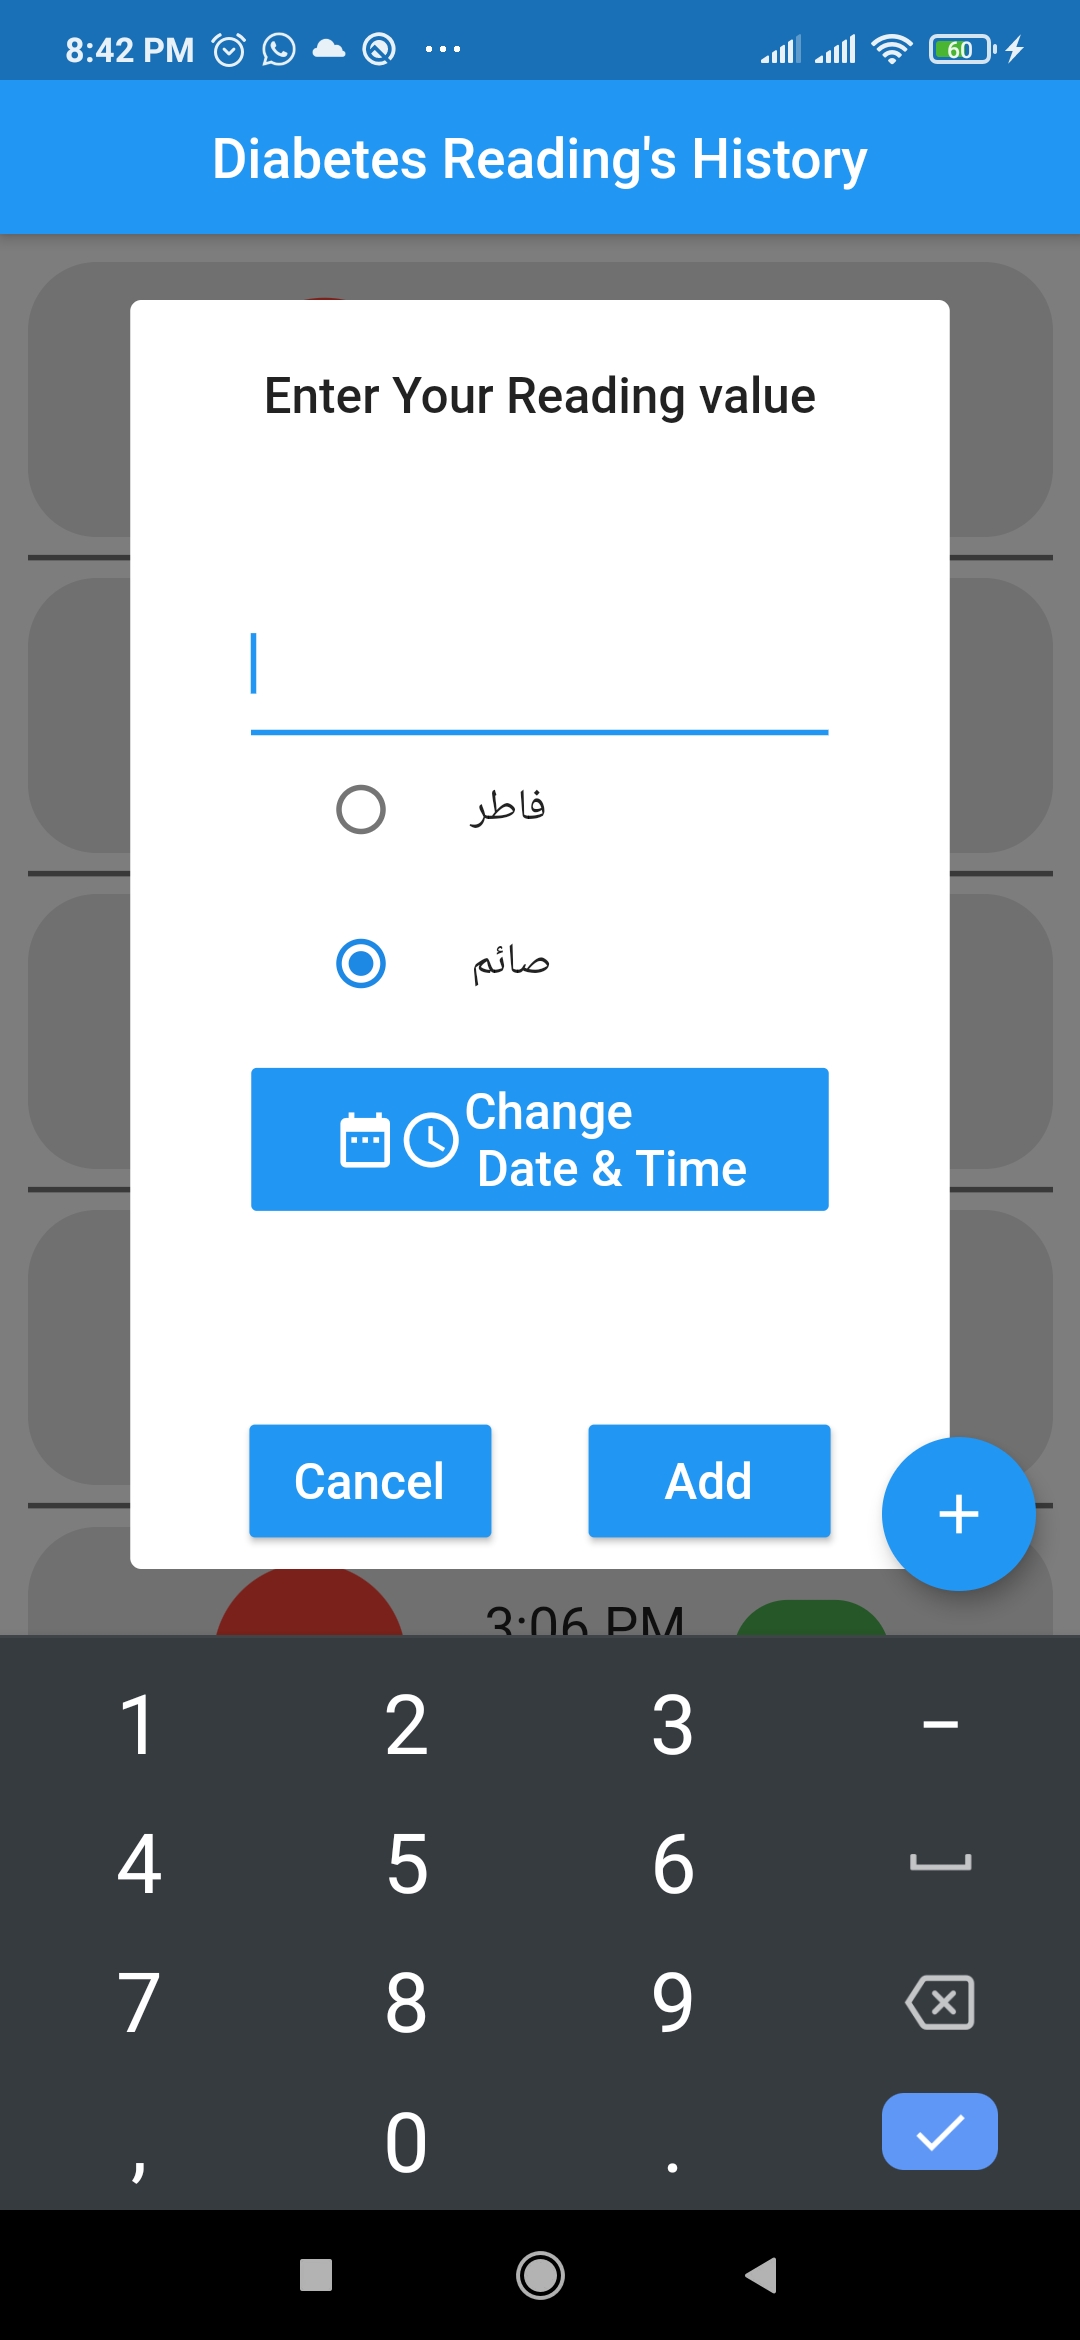 8:42 PM
60
Diabetes Reading's History
Enter Your Reading value
فاطر
صائم
Change
Date & Time
Cancel
Add
+
3:06 PM
1 2 3 −
4 5 6
7 8 9
, 0 .